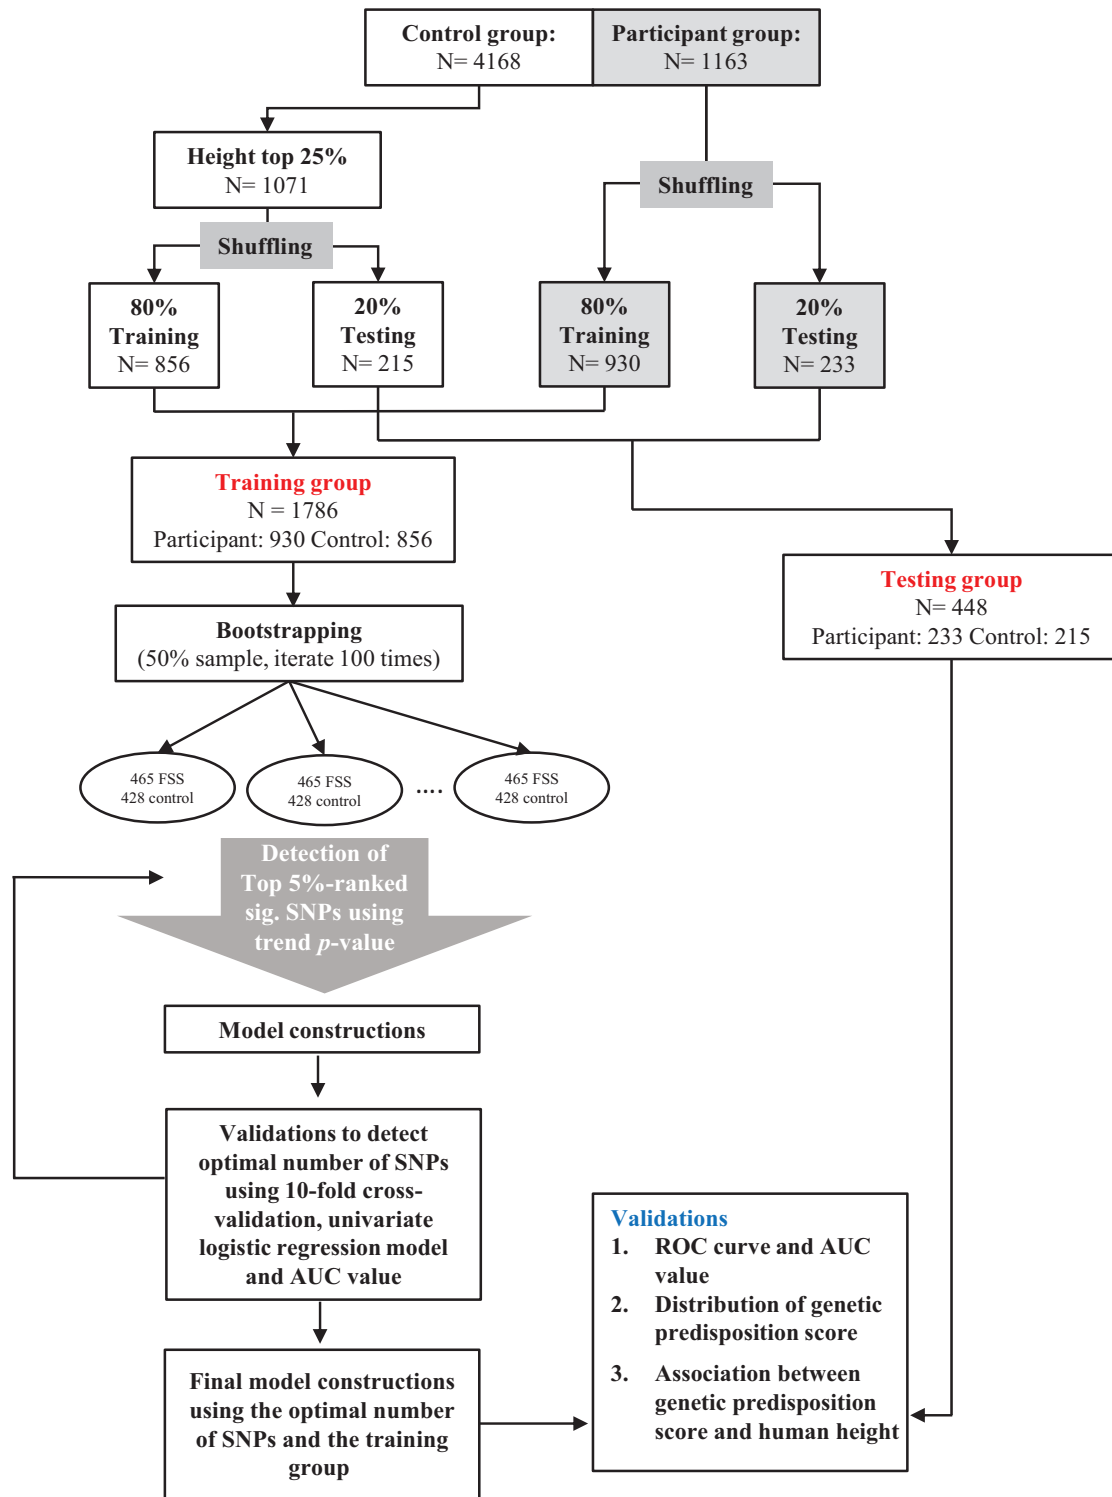 Control group:
N= 4168
Participant group:
N= 1163
Height top 25%
N= 1071
Shuffling
Shuffling
80%
Training
N= 856
20%
Testing
N= 215
80%
Training
N= 930
20%
Testing
N= 233
Training group
N = 1786
Participant: 930 Control: 856
Testing group
N= 448
Participant: 233 Control: 215
Bootstrapping
(50% sample, iterate 100 times)
465 FSS
428 control
465 FSS
428 control
....
465 FSS
428 control
Detection of
Top 5%-ranked
sig. SNPs using
trend p-value
Model constructions
Validations to detect
optimal number of SNPs
using 10-fold cross-
validation, univariate
logistic regression model
and AUC value
Final model constructions
using the optimal number
of SNPs and the training
group
Validations
1. ROC curve and AUC
value
2. Distribution of genetic
predisposition score
3. Association between
genetic predisposition
score and human height